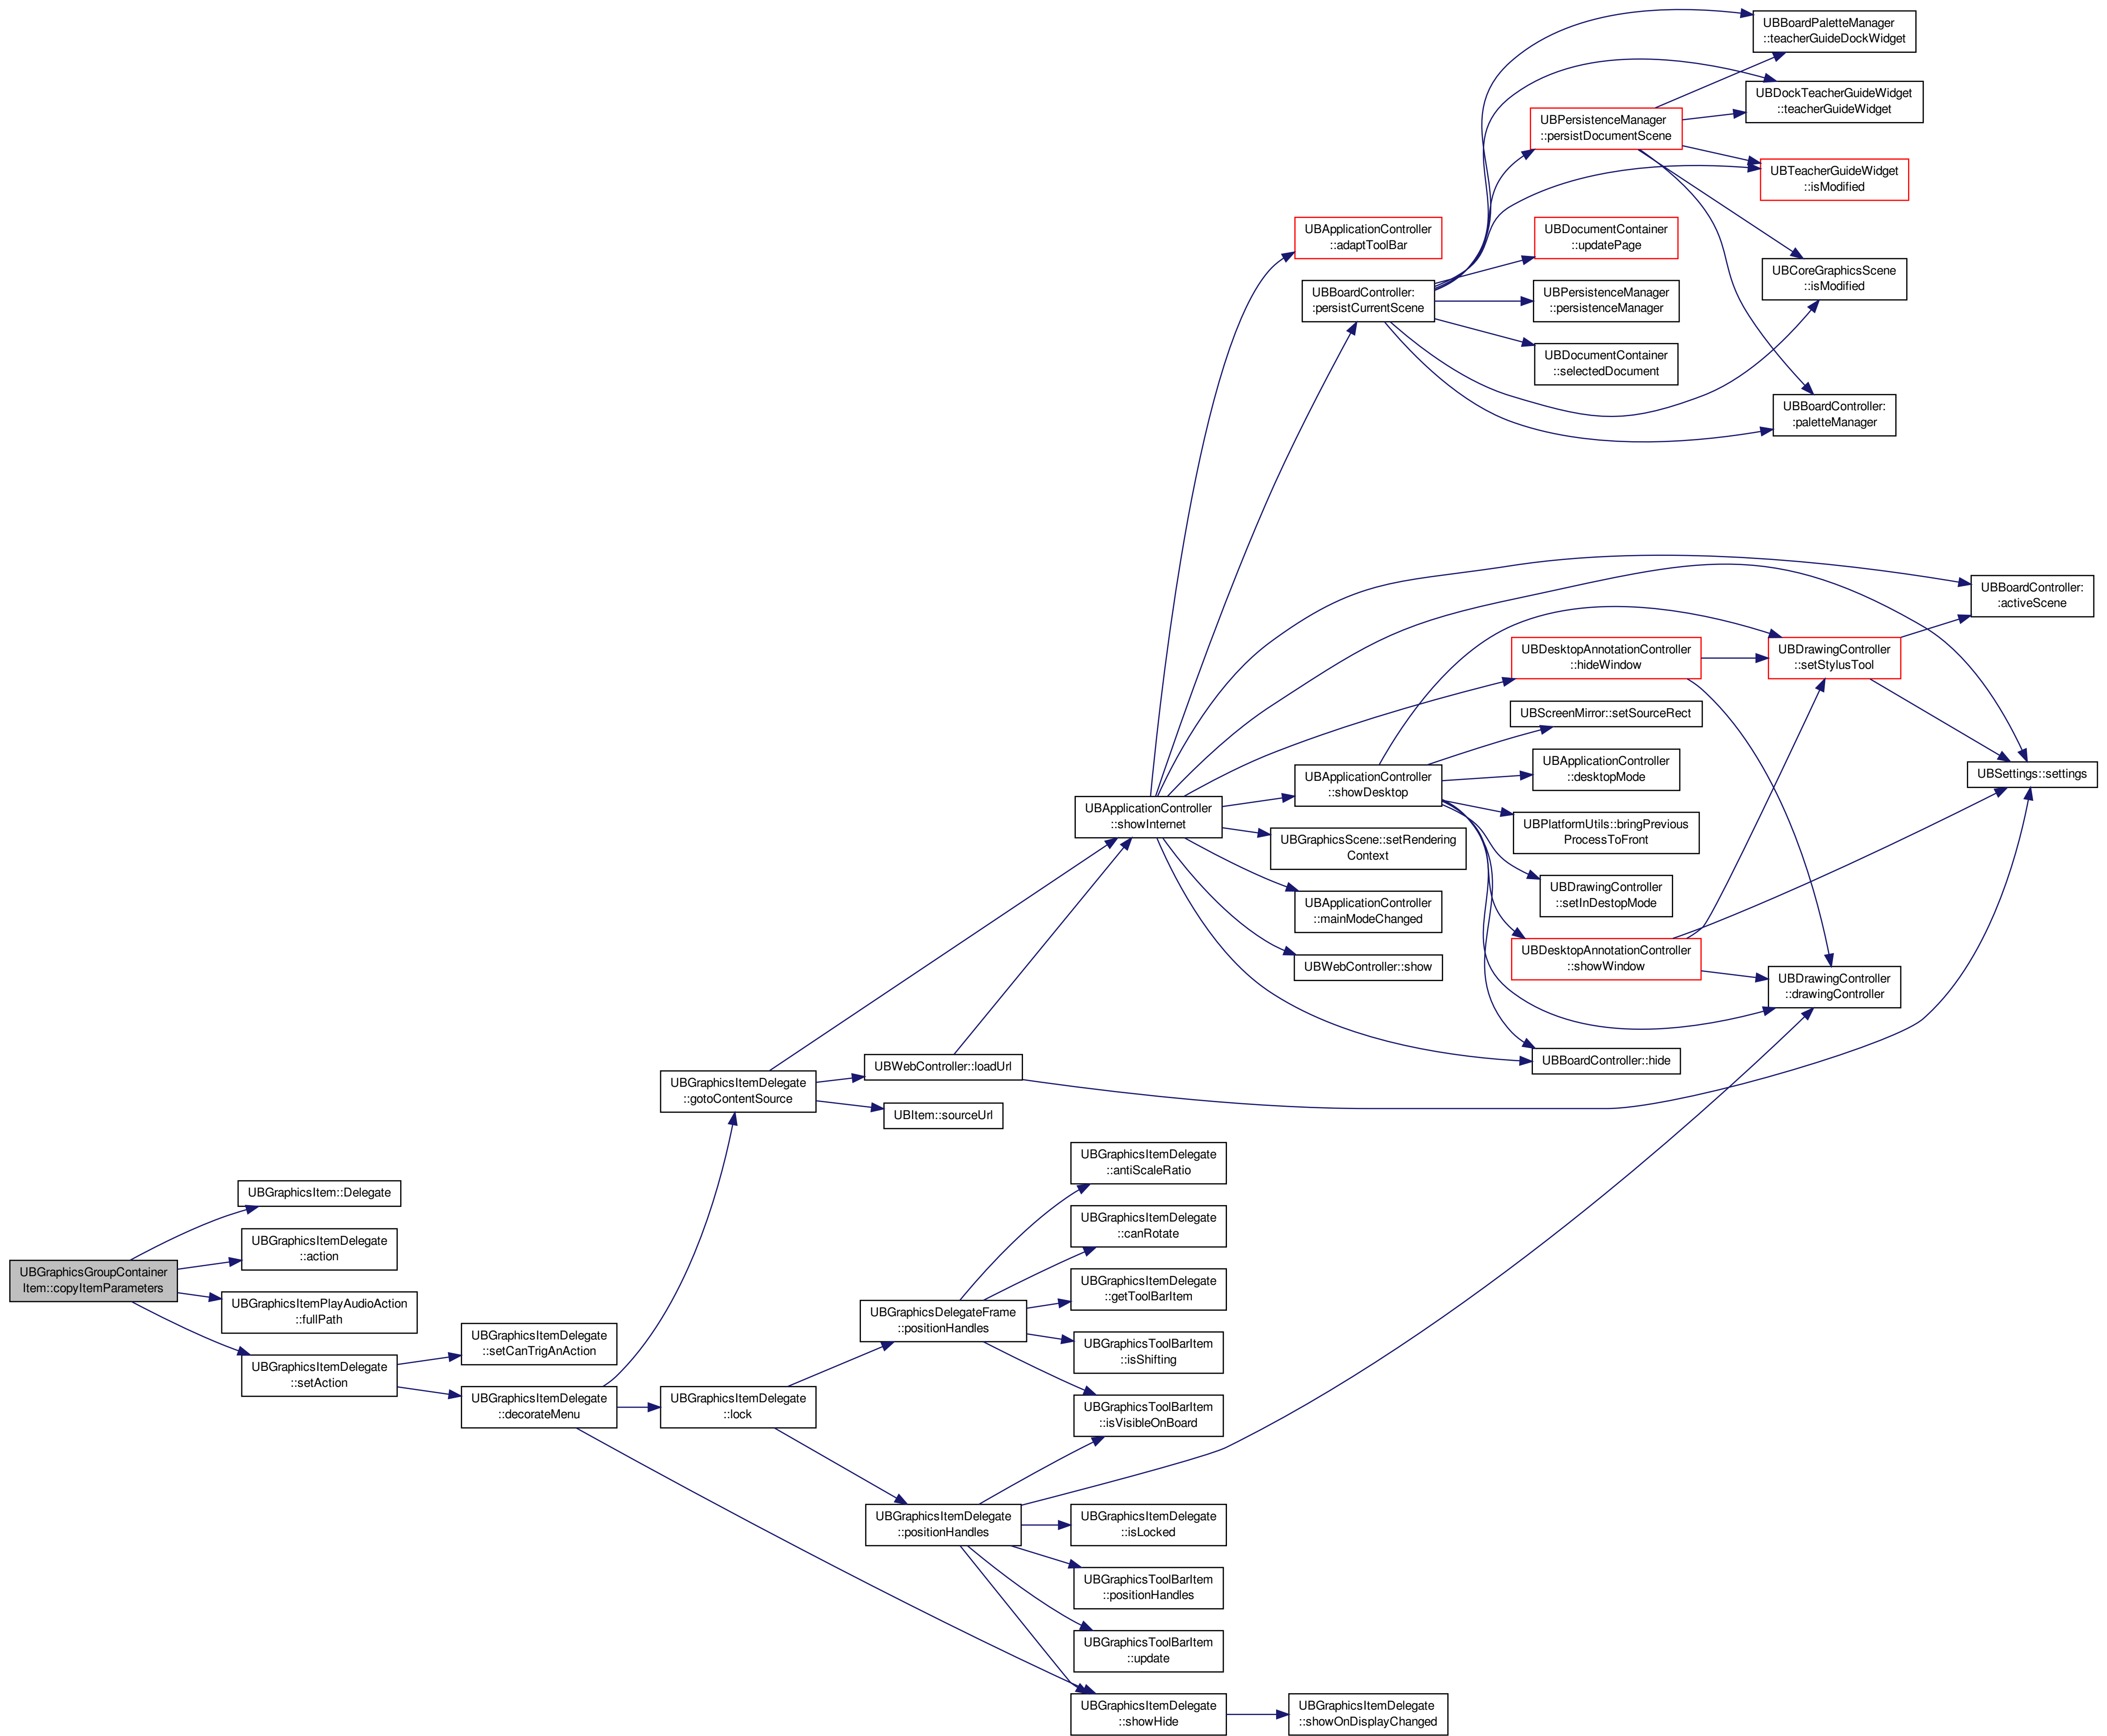 UBBoardPaletteManager
::teacherGuideDockWidget
UBDockTeacherGuideWidget
::teacherGuideWidget
UBPersistenceManager
::persistDocumentScene
UBTeacherGuideWidget
::isModified
UBApplicationController
::adaptToolBar
UBDocumentContainer
::updatePage
UBCoreGraphicsScene
::isModified
UBBoardController:
:persistCurrentScene
UBPersistenceManager
::persistenceManager
UBDocumentContainer
::selectedDocument
UBBoardController:
:paletteManager
UBBoardController:
:activeScene
UBDesktopAnnotationController
::hideWindow
UBDrawingController
::setStylusTool
UBScreenMirror::setSourceRect
UBApplicationController
::desktopMode
UBSettings::settings
UBApplicationController
::showDesktop
UBApplicationController
::showInternet
UBPlatformUtils::bringPrevious
ProcessToFront
UBGraphicsScene::setRendering
Context
UBDrawingController
::setInDestopMode
UBApplicationController
::mainModeChanged
UBDesktopAnnotationController
::showWindow
UBWebController::show
UBDrawingController
::drawingController
UBBoardController::hide
UBWebController::loadUrl
UBGraphicsItemDelegate
::gotoContentSource
UBItem::sourceUrl
UBGraphicsItemDelegate
::antiScaleRatio
UBGraphicsItem::Delegate
UBGraphicsItemDelegate
::canRotate
UBGraphicsItemDelegate
::action
UBGraphicsGroupContainer
Item::copyItemParameters
UBGraphicsItemDelegate
::getToolBarItem
UBGraphicsItemPlayAudioAction
::fullPath
UBGraphicsDelegateFrame
::positionHandles
UBGraphicsItemDelegate
::setCanTrigAnAction
UBGraphicsToolBarItem
::isShifting
UBGraphicsItemDelegate
::setAction
UBGraphicsItemDelegate
::decorateMenu
UBGraphicsItemDelegate
::lock
UBGraphicsToolBarItem
::isVisibleOnBoard
UBGraphicsItemDelegate
::positionHandles
UBGraphicsItemDelegate
::isLocked
UBGraphicsToolBarItem
::positionHandles
UBGraphicsToolBarItem
::update
UBGraphicsItemDelegate
::showHide
UBGraphicsItemDelegate
::showOnDisplayChanged